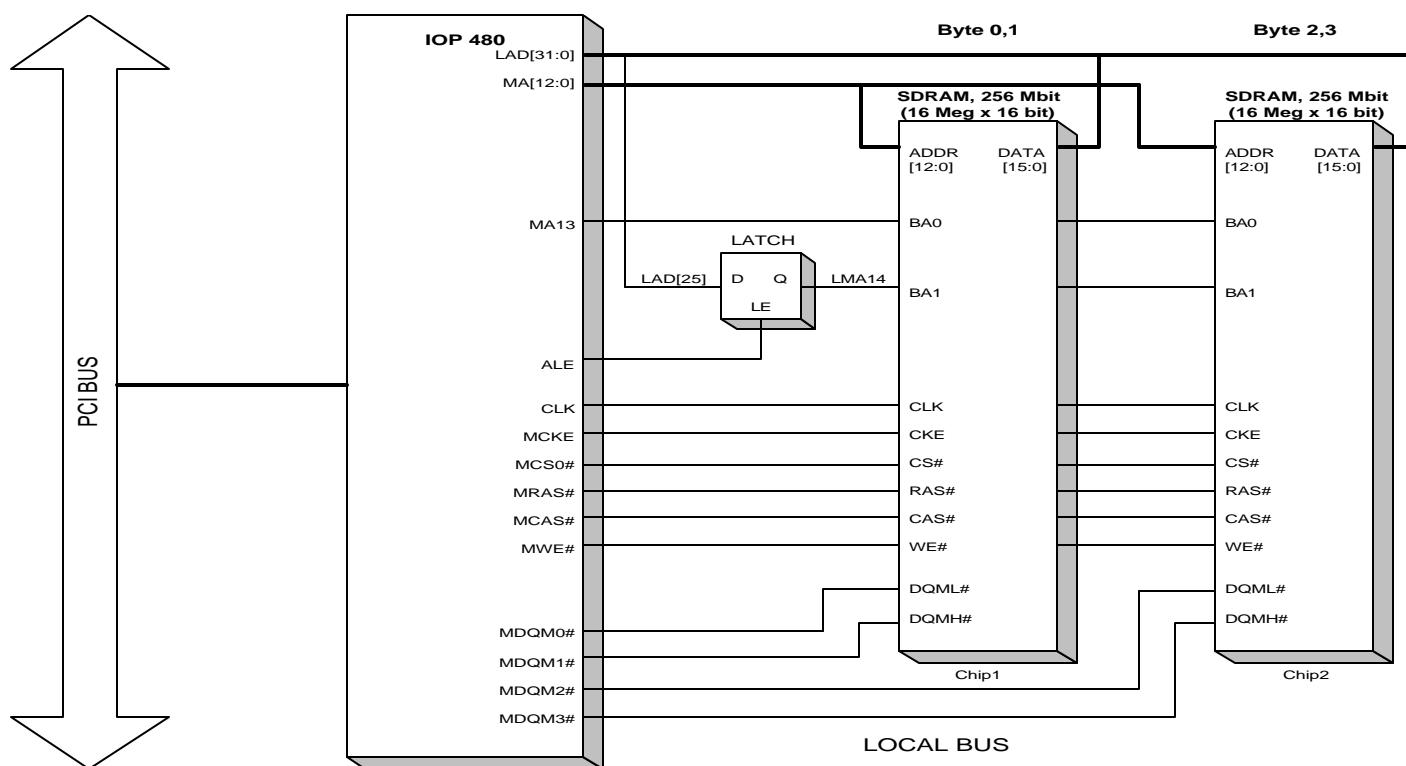 Byte 0,1
Byte 2,3
IOP 480
LAD[31:0]
MA[12:0]
MA13
ALE
CLK
MCKE
MCS0#
MRAS#
MCAS#
MWE#
MDQM0#
MDQM1#
MDQM2#
MDQM3#
PCI BUS
LATCH
LAD[25]
D Q
LE
LMA14
SDRAM, 256 Mbit
(16 Meg x 16 bit)
ADDR DATA
[12:0] [15:0]
BA0
BA1
CLK
CKE
CS#
RAS#
CAS#
WE#
DQML#
DQMH#
Chip1
SDRAM, 256 Mbit
(16 Meg x 16 bit)
ADDR DATA
[12:0] [15:0]
BA0
BA1
CLK
CKE
CS#
RAS#
CAS#
WE#
DQML#
DQMH#
Chip2
LOCAL BUS